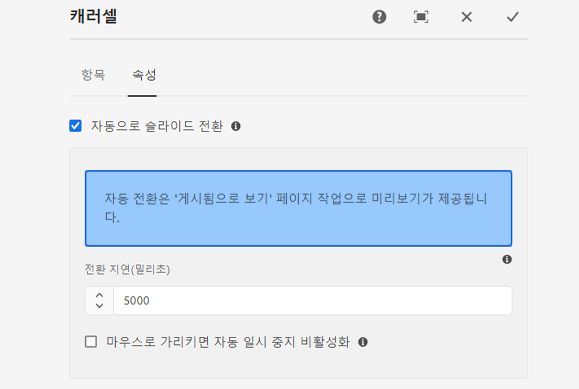 캐러셀
항목 속성
자동으로 슬라이드 전환
자동 전환은 '게시됨으로 보기' 페이지 작업으로 미리보기가 제공됩니
다.
전환 지연(밀리초)
5000
마우스로 가리키면 자동 일시 중지 비활성화